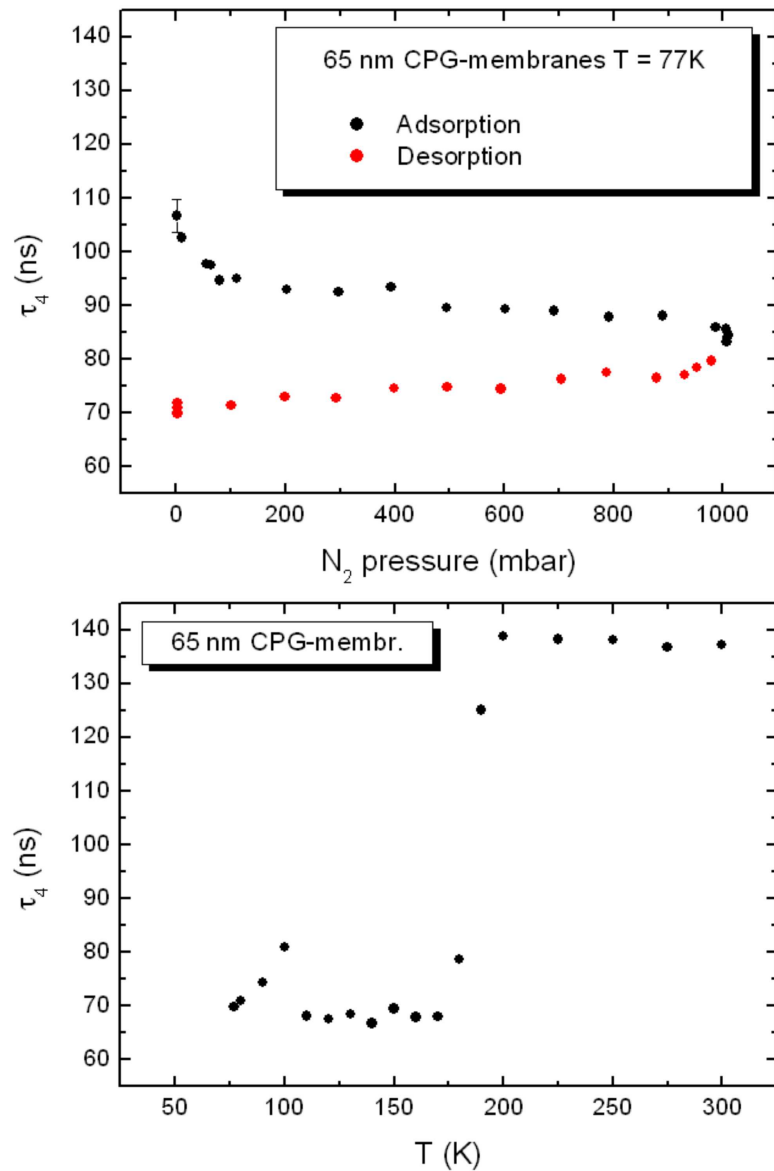 65 nm CPG-membranes T = 77K
Adsorption
Desorption
140
130
120
110
100
90
80
70
60
τ₄ (ns)
0 200 400 600 800 1000
N₂ pressure (mbar)
65 nm CPG-membr.
140
130
120
110
100
90
80
70
60
τ₄ (ns)
50 100 150 200 250 300
T (K)